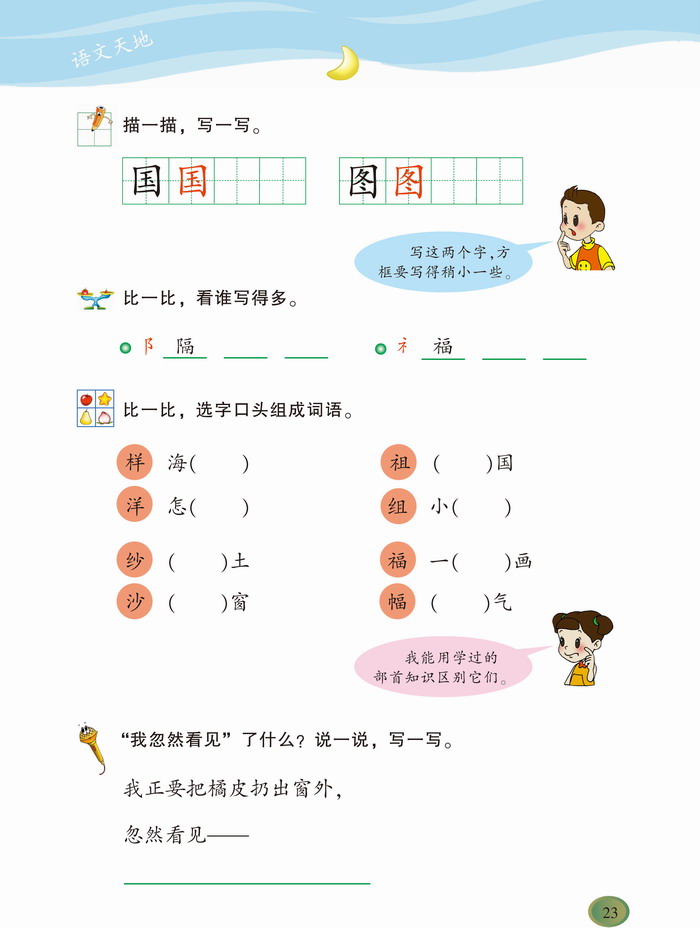 语文天地
描一描，写一写。
国 国 图 图
写这两个字，方
框要写得稍小一些。
比一比，看谁写得多。
阝 隔 礻 福
比一比，选字口头组成词语。
样 海( ) 祖 ( )国
洋 怎( ) 组 小( )
纱 ( )土 福 一( )画
沙 ( )窗 幅 ( )气
我能用学过的
部首知识区别它们。
“我忽然看见”了什么？说一说，写一写。
我正要把橘皮扔出窗外，
忽然看见——
23